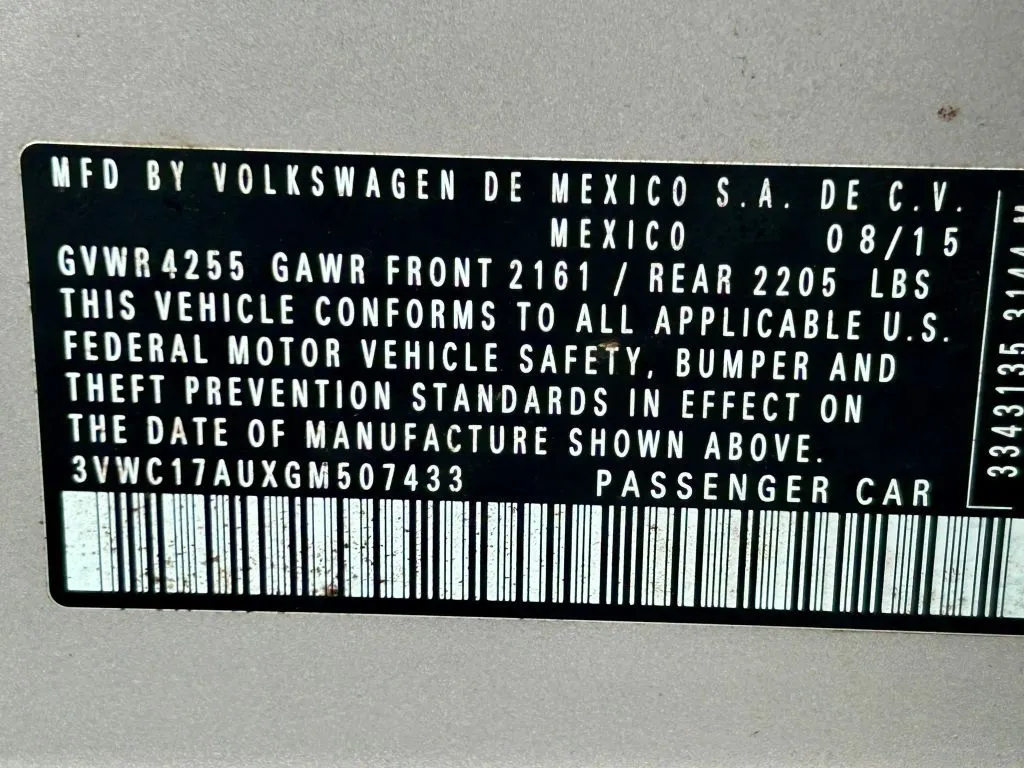 MFD BY VOLKSWAGEN DE MEXICO S.A. DE C.V.
MEXICO 08/15
GVWR 4255 GAWR FRONT 2161 / REAR 2205 LBS
THIS VEHICLE CONFORMS TO ALL APPLICABLE U.S.
FEDERAL MOTOR VEHICLE SAFETY, BUMPER AND
THEFT PREVENTION STANDARDS IN EFFECT ON
THE DATE OF MANUFACTURE SHOWN ABOVE.
3VWC17AUXGM507433 PASSENGER CAR
3343135